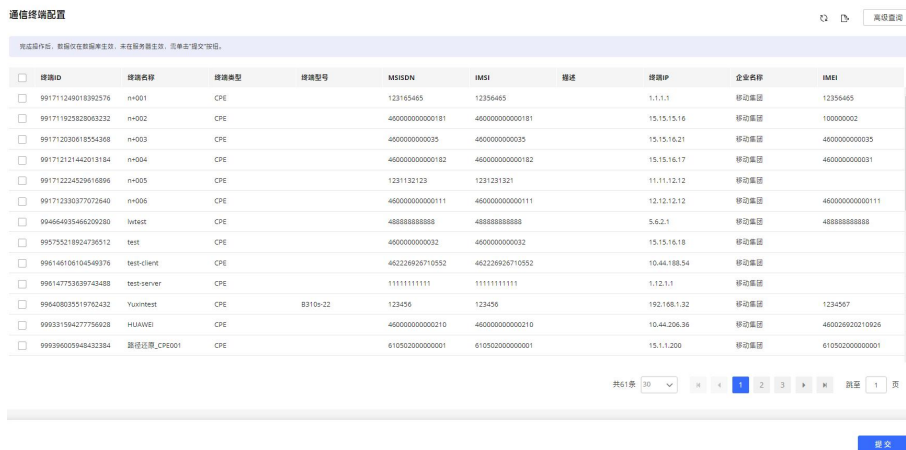 通信终端配置
高级查询
完成操作后，数据仅在数据库生效，未在服务器生效，需单击"提交"按钮。
终端ID 终端名称 终端类型 终端型号 MSISDN IMSI 描述 终端IP 企业名称 IMEI
991711249018392576 n+001 CPE 123165465 12356465 1.1.1.1 移动集团 12356465
991711925828063232 n+002 CPE 460000000000181 460000000000181 15.15.15.16 移动集团 100000002
991712030618554368 n+003 CPE 4600000000035 4600000000035 15.15.16.21 移动集团 4600000000035
991712121442013184 n+004 CPE 460000000000182 460000000000182 15.15.16.17 移动集团 4600000000031
991712224529616896 n+005 CPE 1231132123 1231231321 11.11.12.12 移动集团
991712330377072640 n+006 CPE 460000000000111 460000000000111 12.12.12.12 移动集团 460000000000111
994664935466209280 lwtest CPE 488888888888 488888888888 5.6.2.1 移动集团 488888888888
995755218924736512 test CPE 4600000000032 4600000000032 15.15.16.18 移动集团
996146106104549376 test-client CPE 462226926710552 462226926710552 10.44.188.54 移动集团
996147753639743488 test-server CPE 11111111111 11111111111 1.12.1.1 移动集团
996408035519762432 Yuxintest CPE B310s-22 123456 123456 192.168.1.32 移动集团 1234567
999331594277756928 HUAWEI CPE 460000000000210 460000000000210 10.44.206.36 移动集团 460026920210926
999396005948432384 路径还原_CPE001 CPE 610502000000001 610502000000001 15.1.1.200 移动集团 610502000000001
共61条 30 1 2 3 跳至 1 页
提交